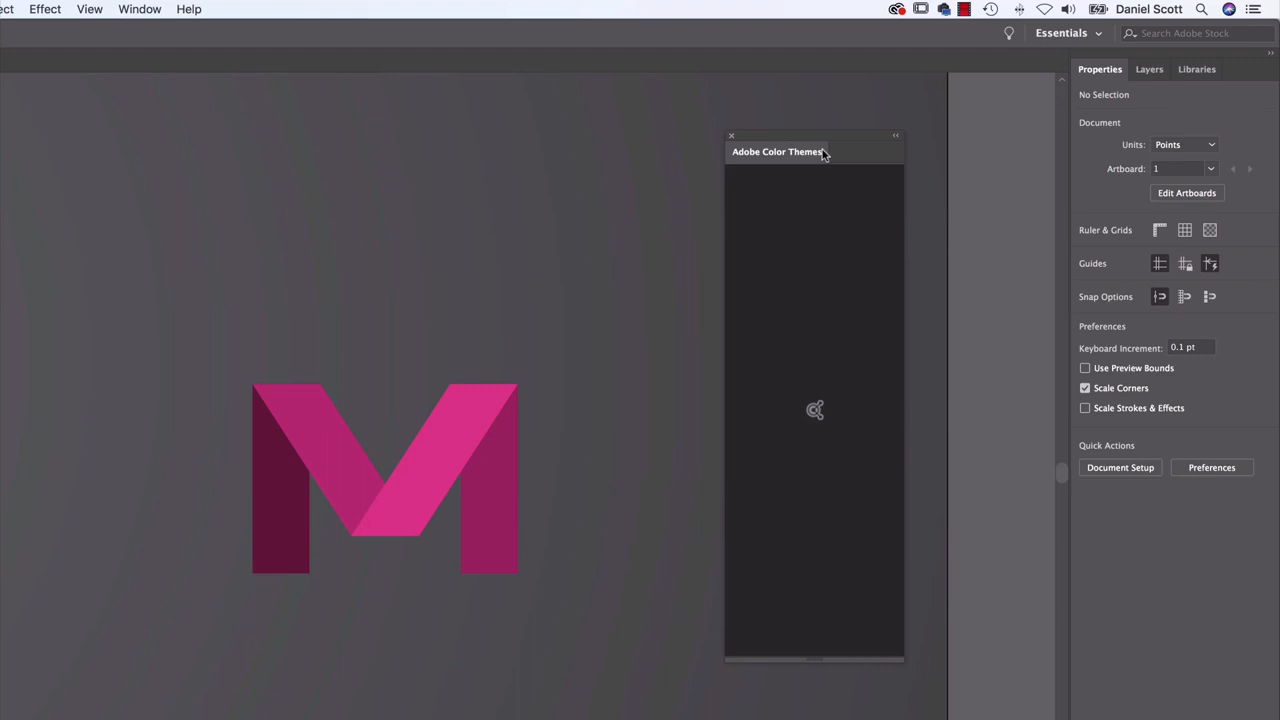 ect Effect View Window Help Daniel Scott
Essentials Search Adobe Stock
Properties Layers Libraries
No Selection
Document
Units: Points
Artboard: 1
Edit Artboards
Ruler & Grids
Guides
Snap Options
Preferences
Keyboard Increment: 0.1 pt
Use Preview Bounds
Scale Corners
Scale Strokes & Effects
Quick Actions
Document Setup Preferences
Adobe Color Themes
M